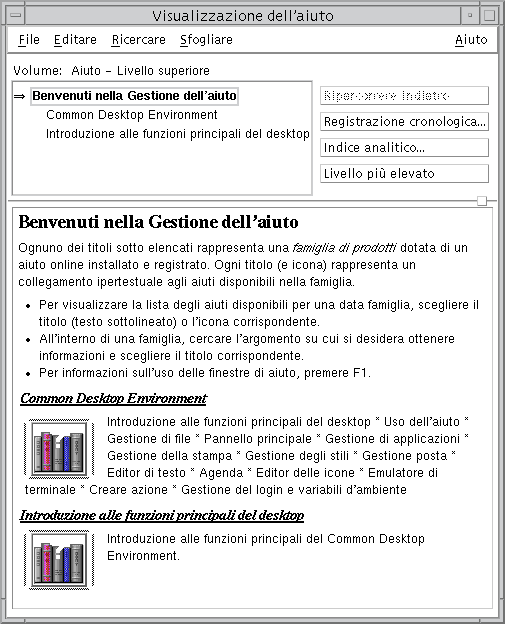 Visualizzazione dell'aiuto
File Editare Ricercare Sfogliare Aiuto
Volume: Aiuto - Livello superiore
⇒ Benvenuti nella Gestione dell'aiuto
Common Desktop Environment
Introduzione alle funzioni principali del desktop
Ripercorrere indietro
Registrazione cronologica...
Indice analitico...
Livello più elevato
Benvenuti nella Gestione dell'aiuto
Ognuno dei titoli sotto elencati rappresenta una famiglia di prodotti dotata di un
aiuto online installato e registrato. Ogni titolo (e icona) rappresenta un
collegamento ipertestuale agli aiuti disponibili nella famiglia.
• Per visualizzare la lista degli aiuti disponibili per una data famiglia, scegliere il
titolo (testo sottolineato) o l'icona corrispondente.
• All'interno di una famiglia, cercare l'argomento su cui si desidera ottenere
informazioni e scegliere il titolo corrispondente.
• Per informazioni sull'uso delle finestre di aiuto, premere F1.
Common Desktop Environment
Introduzione alle funzioni principali del desktop * Uso dell'aiuto *
Gestione di file * Pannello principale * Gestione di applicazioni *
Gestione della stampa * Gestione degli stili * Gestione posta *
Editor di testo * Agenda * Editor delle icone * Emulatore di
terminale * Creare azione * Gestione del login e variabili d'ambiente
Introduzione alle funzioni principali del desktop
Introduzione alle funzioni principali del Common Desktop
Environment.